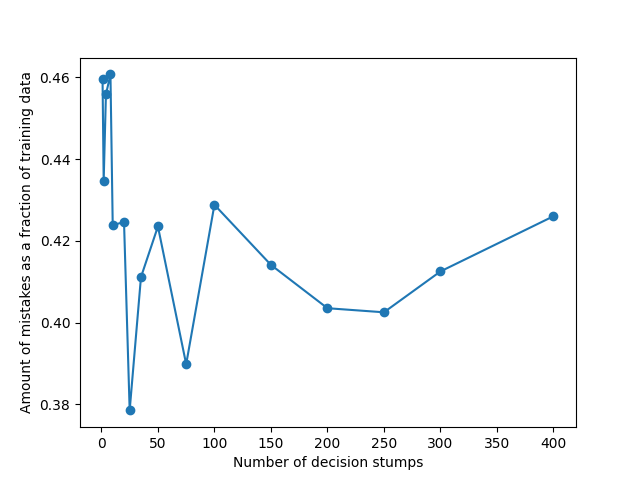 Amount of mistakes as a fraction of training data
0.46
0.44
0.42
0.40
0.38
0 50 100 150 200 250 300 350 400
Number of decision stumps